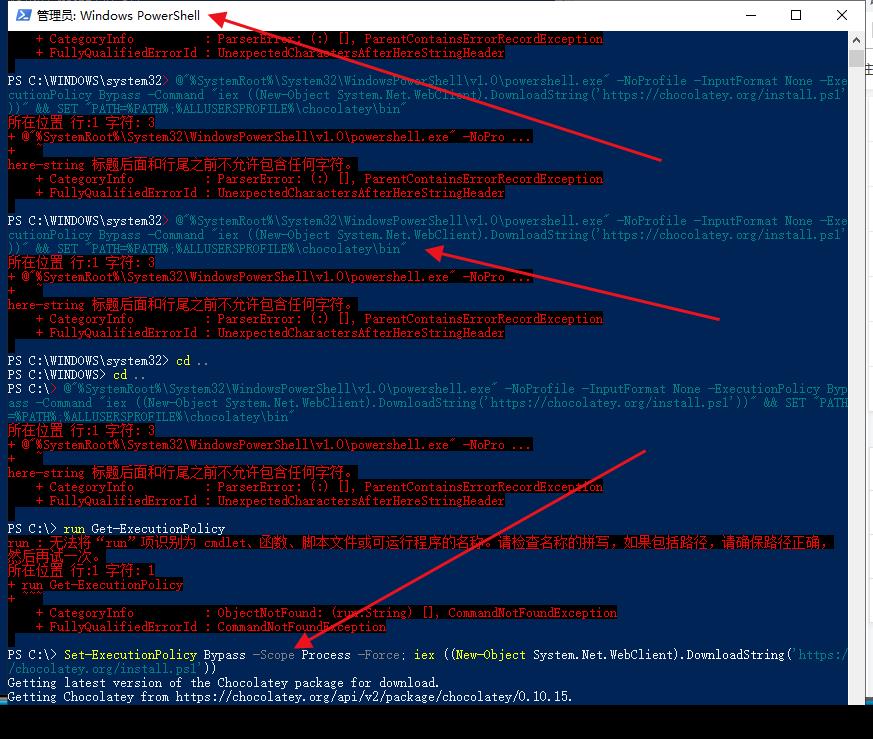 管理员: Windows PowerShell
+ CategoryInfo          : ParserError: (:) [], ParentContainsErrorRecordException
+ FullyQualifiedErrorId : UnexpectedCharactersAfterHereStringHeader
PS C:\WINDOWS\system32> @"%SystemRoot%\System32\WindowsPowerShell\v1.0\powershell.exe" -NoProfile -InputFormat None -Exe
cutionPolicy Bypass -Command "iex ((New-Object System.Net.WebClient).DownloadString('https://chocolatey.org/install.ps1'
))" && SET "PATH=%PATH%;%ALLUSERSPROFILE%\chocolatey\bin"
所在位置 行:1 字符: 3
+ @"%SystemRoot%\System32\WindowsPowerShell\v1.0\powershell.exe" -NoPro ...
+   ~
here-string 标题后面和行尾之前不允许包含任何字符。
+ CategoryInfo          : ParserError: (:) [], ParentContainsErrorRecordException
+ FullyQualifiedErrorId : UnexpectedCharactersAfterHereStringHeader
PS C:\WINDOWS\system32> @"%SystemRoot%\System32\WindowsPowerShell\v1.0\powershell.exe" -NoProfile -InputFormat None -Exe
cutionPolicy Bypass -Command "iex ((New-Object System.Net.WebClient).DownloadString('https://chocolatey.org/install.ps1'
))" && SET "PATH=%PATH%;%ALLUSERSPROFILE%\chocolatey\bin"
所在位置 行:1 字符: 3
+ @"%SystemRoot%\System32\WindowsPowerShell\v1.0\powershell.exe" -NoPro ...
+   ~
here-string 标题后面和行尾之前不允许包含任何字符。
+ CategoryInfo          : ParserError: (:) [], ParentContainsErrorRecordException
+ FullyQualifiedErrorId : UnexpectedCharactersAfterHereStringHeader
PS C:\WINDOWS\system32> cd ..
PS C:\WINDOWS> cd ..
PS C:\> @"%SystemRoot%\System32\WindowsPowerShell\v1.0\powershell.exe" -NoProfile -InputFormat None -ExecutionPolicy Byp
ass -Command "iex ((New-Object System.Net.WebClient).DownloadString('https://chocolatey.org/install.ps1'))" && SET "PATH
=%PATH%;%ALLUSERSPROFILE%\chocolatey\bin"
所在位置 行:1 字符: 3
+ @"%SystemRoot%\System32\WindowsPowerShell\v1.0\powershell.exe" -NoPro ...
+   ~
here-string 标题后面和行尾之前不允许包含任何字符。
+ CategoryInfo          : ParserError: (:) [], ParentContainsErrorRecordException
+ FullyQualifiedErrorId : UnexpectedCharactersAfterHereStringHeader
PS C:\> run Get-ExecutionPolicy
run : 无法将“run”项识别为 cmdlet、函数、脚本文件或可运行程序的名称。请检查名称的拼写，如果包括路径，请确保路径正确，
然后再试一次。
所在位置 行:1 字符: 1
+ run Get-ExecutionPolicy
+ ~~~
+ CategoryInfo          : ObjectNotFound: (run:String) [], CommandNotFoundException
+ FullyQualifiedErrorId : CommandNotFoundException
PS C:\> Set-ExecutionPolicy Bypass -Scope Process -Force; iex ((New-Object System.Net.WebClient).DownloadString('https:/
/chocolatey.org/install.ps1'))
Getting latest version of the Chocolatey package for download.
Getting Chocolatey from https://chocolatey.org/api/v2/package/chocolatey/0.10.15.